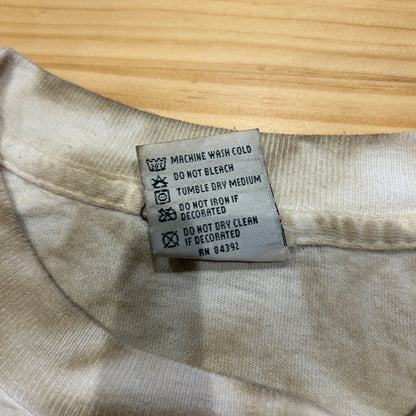 MACHINE WASH COLD
DO NOT BLEACH
TUMBLE DRY MEDIUM
DO NOT IRON IF
DECORATED
DO NOT DRY CLEAN
IF DECORATED
RN 84392